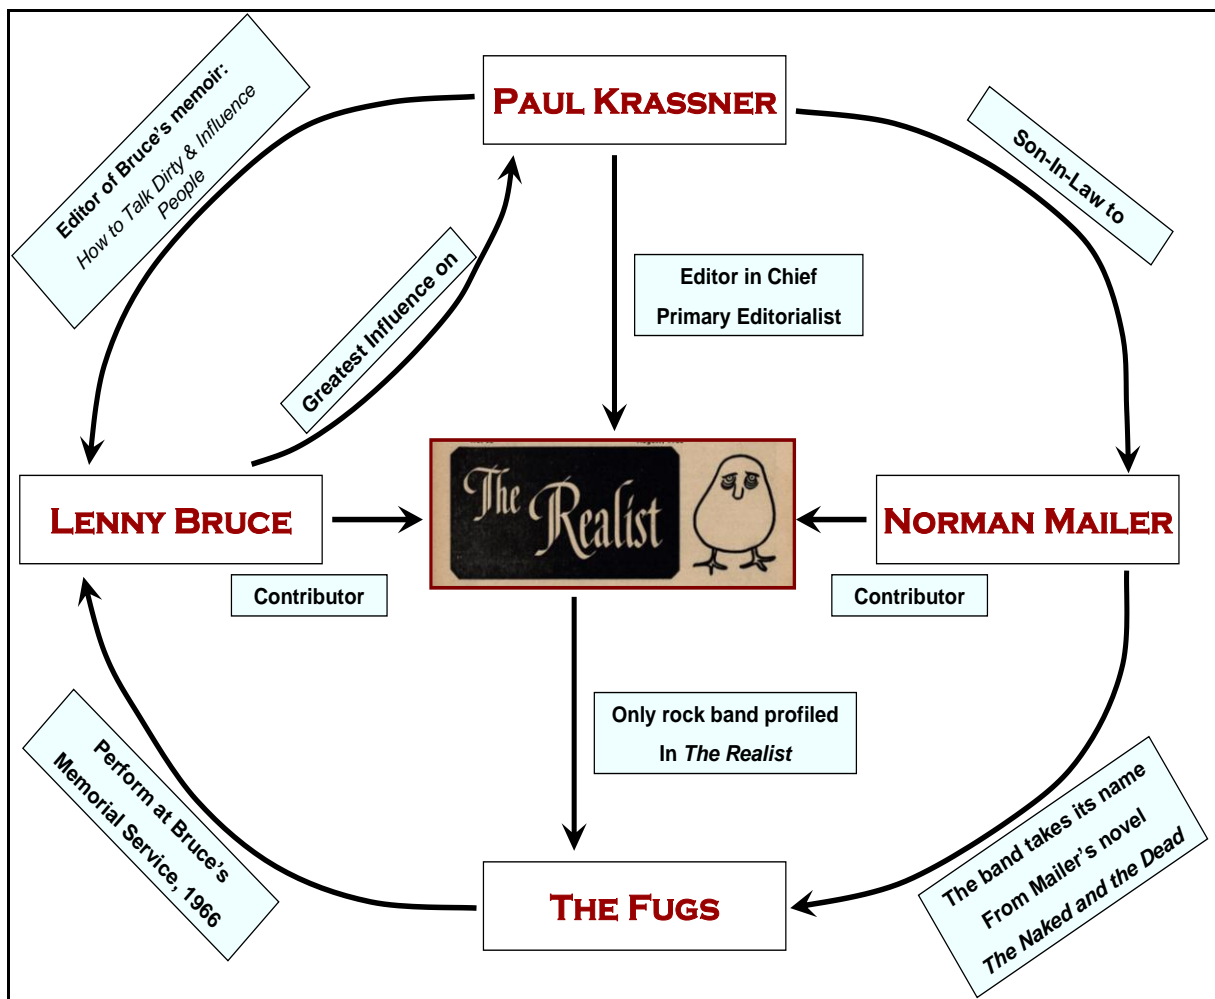 PAUL KRASSNER
Editor of Bruce's memoir:
How to Talk Dirty & Influence
People
Son-In-Law to
Greatest Influence on
Editor in Chief
Primary Editorialist
The Realist
LENNY BRUCE
NORMAN MAILER
Contributor
Contributor
Only rock band profiled
In The Realist
Perform at Bruce's
Memorial Service, 1966
The band takes its name
From Mailer's novel
The Naked and the Dead
THE FUGS